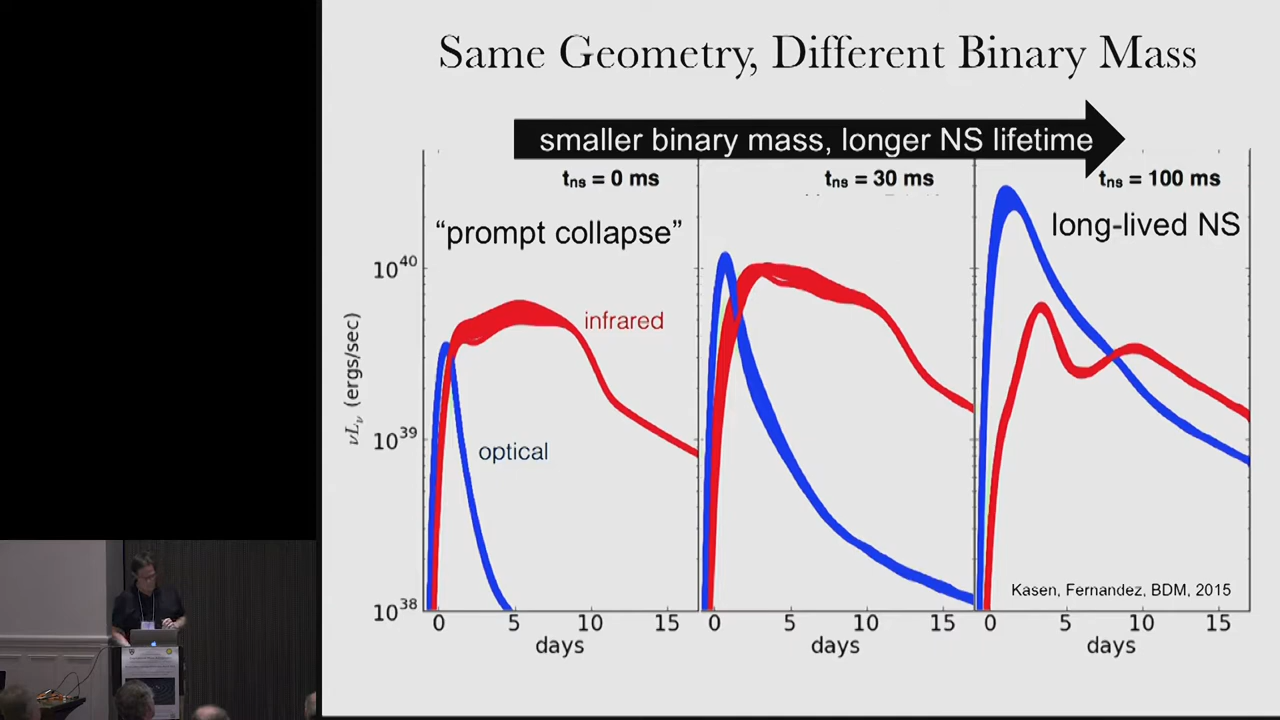 Same Geometry, Different Binary Mass
smaller binary mass, longer NS lifetime
tns = 0 ms
tns = 30 ms
tns = 100 ms
"prompt collapse"
long-lived NS
10^40
10^39
10^38
νLν (ergs/sec)
infrared
optical
Kasen, Fernandez, BDM, 2015
0 5 10 15
0 5 10 15
0 5 10 15
days
days
days